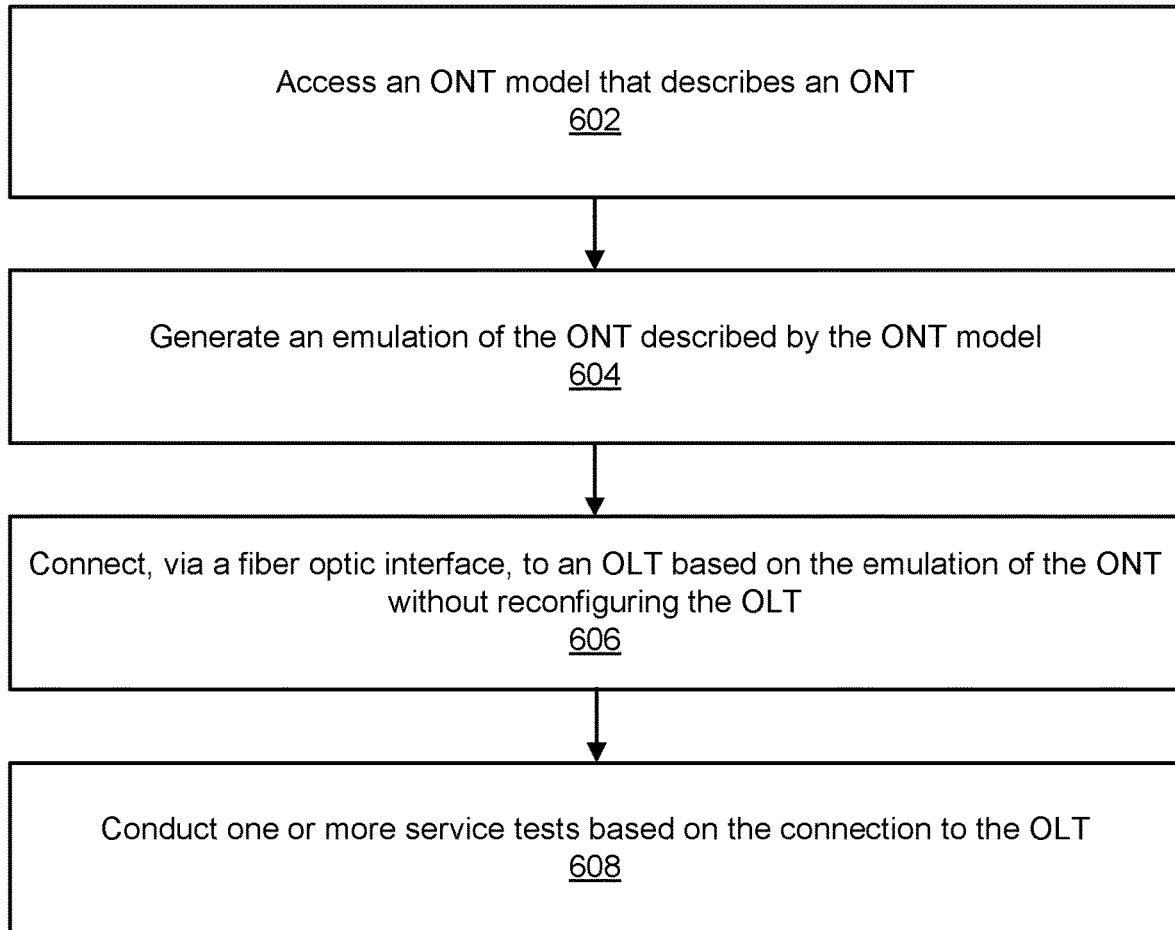 Access an ONT model that describes an ONT
602
Generate an emulation of the ONT described by the ONT model
604
Connect, via a fiber optic interface, to an OLT based on the emulation of the ONT
without reconfiguring the OLT
606
Conduct one or more service tests based on the connection to the OLT
608